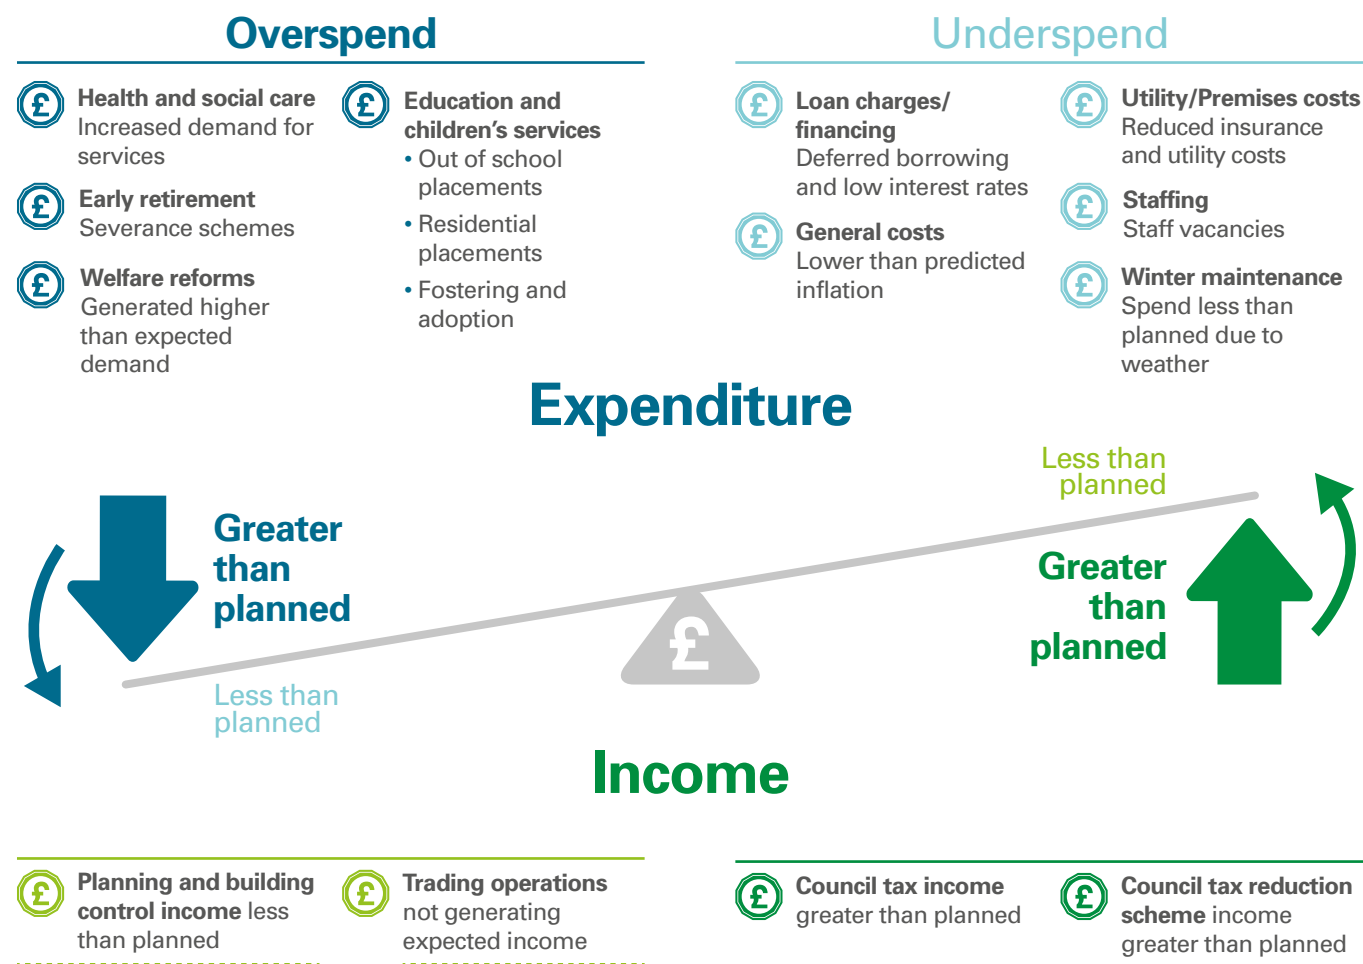 Overspend
Health and social care
Increased demand for
services
Early retirement
Severance schemes
Welfare reforms
Generated higher
than expected
demand
Education and
children's services
• Out of school
placements
• Residential
placements
• Fostering and
adoption
Underspend
Loan charges/
financing
Deferred borrowing
and low interest rates
General costs
Lower than predicted
inflation
Utility/Premises costs
Reduced insurance
and utility costs
Staffing
Staff vacancies
Winter maintenance
Spend less than
planned due to
weather
Expenditure
Greater
than
planned
Less than
planned
£
Less than
planned
Greater
than
planned
Income
Planning and building
control income less
than planned
Trading operations
not generating
expected income
Council tax income
greater than planned
Council tax reduction
scheme income
greater than planned